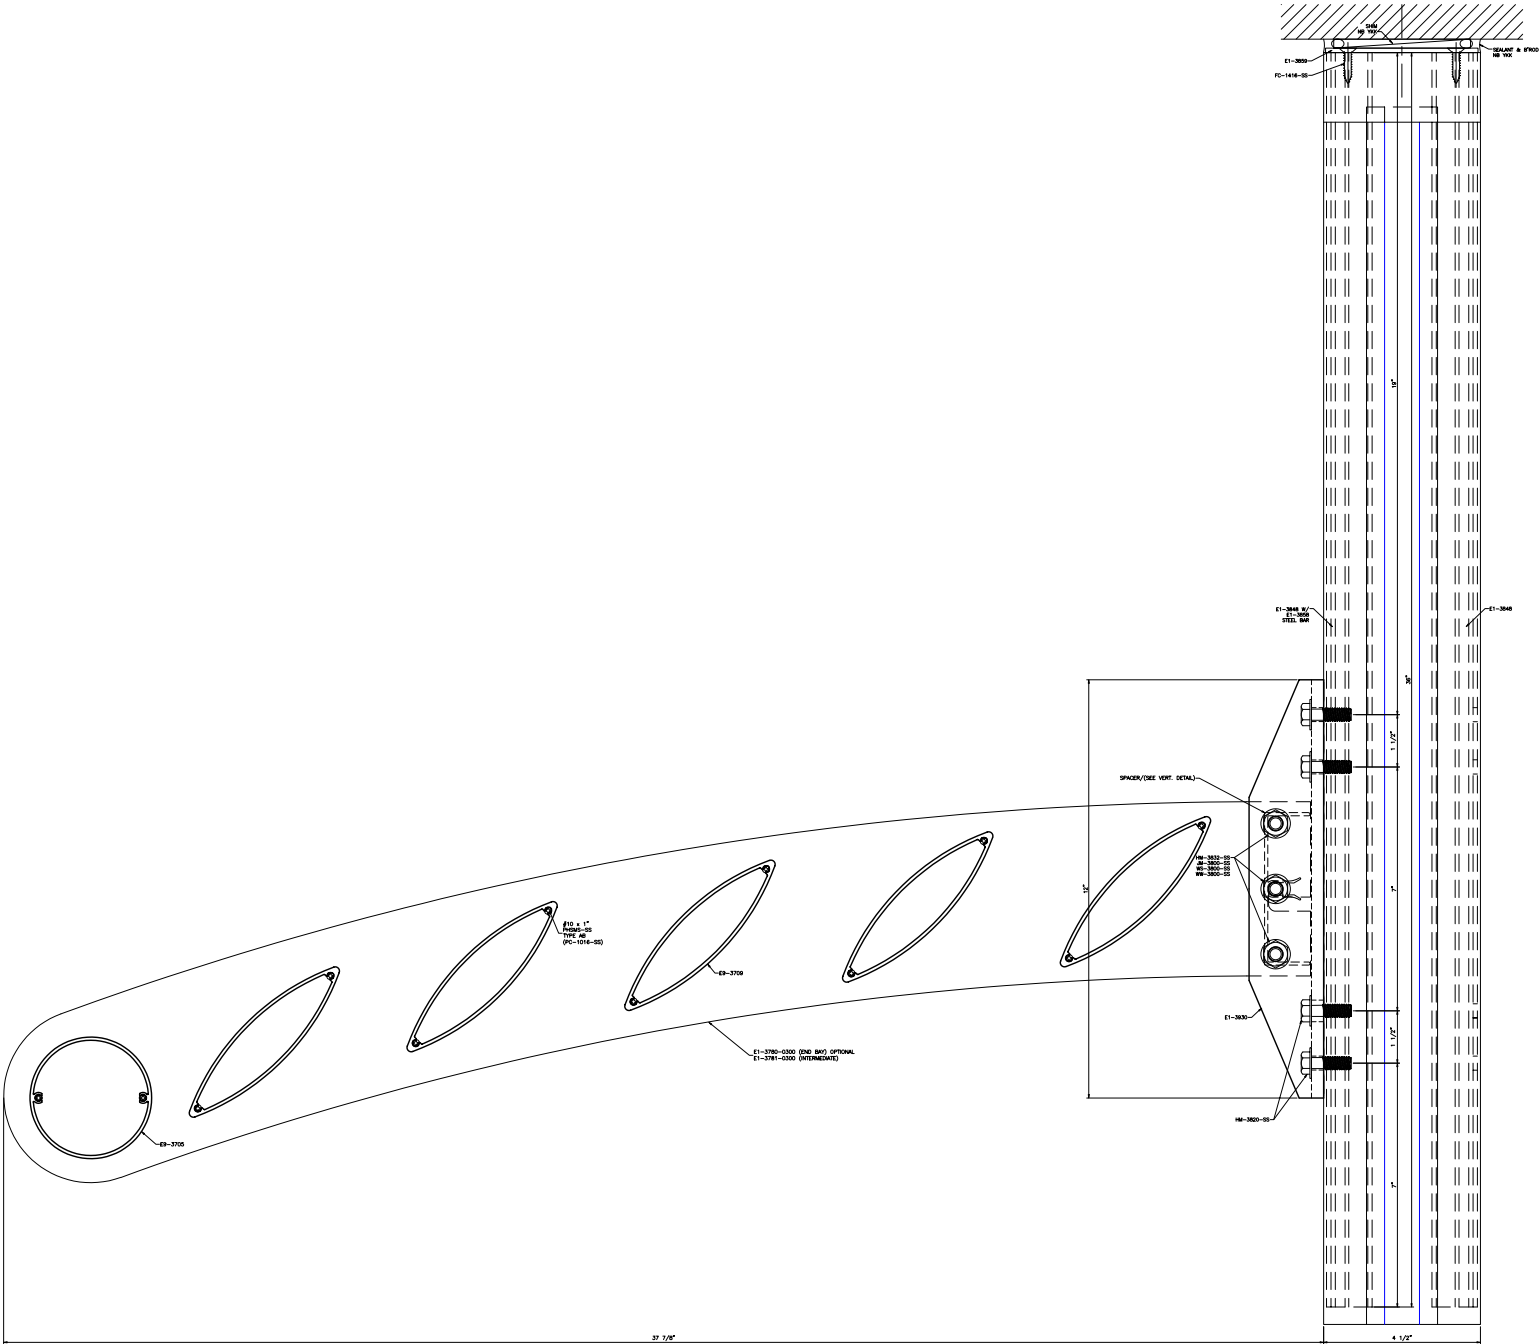 SHIM
NB YKK
SEALANT & B'ROD
NB YKK
E1-3859
FC-1416-SS
19"
E1-3848 W/
E1-3858
STEEL BAR
E1-3848
36"
1 1/2"
SPACER/(SEE VERT. DETAIL)
HM-3832-SS
JM-3800-SS
WS-3800-SS
WW-3800-SS
12"
7"
#10 x 1"
PHSMS-SS
TYPE AB
(PC-1016-SS)
E9-3709
E1-3930
E1-3780-0300 (END BAY) OPTIONAL
E1-3781-0300 (INTERMEDIATE)
1 1/2"
HM-3820-SS
E9-3705
7"
37 7/8"
4 1/2"